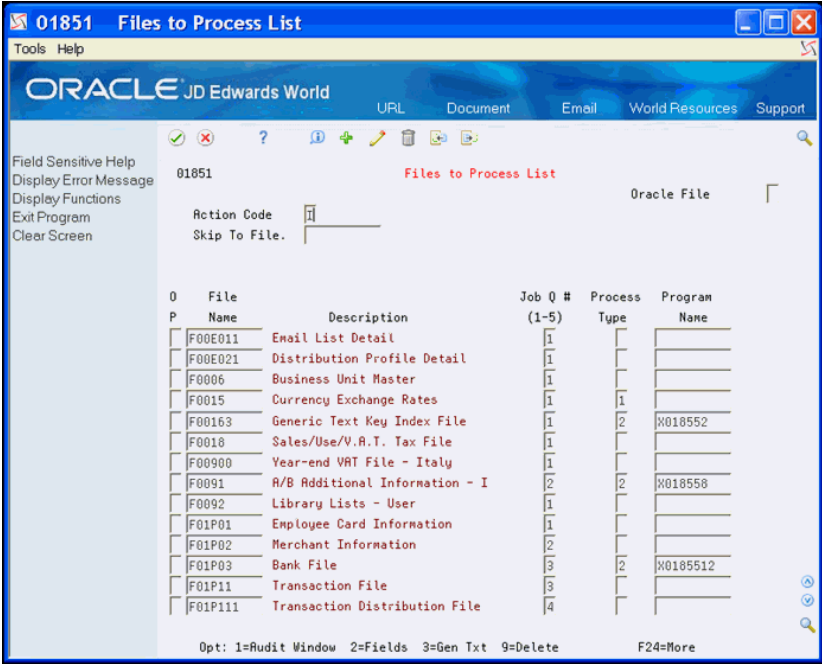 01851 Files to Process List
Tools Help
ORACLE JD Edwards World
URL Document Email World Resources Support
Field Sensitive Help
Display Error Message
Display Functions
Exit Program
Clear Screen
01851 Files to Process List
Oracle File
Action Code I
Skip To File.
O File Job Q # Process Program
P Name Description (1-5) Type Name
F00E011 Email List Detail 1
F00E021 Distribution Profile Detail 1
F0006 Business Unit Master 1
F0015 Currency Exchange Rates 1 1
F00163 Generic Text Key Index File 1 2 X018552
F0018 Sales/Use/V.A.T. Tax File 1
F00900 Year-end VAT File - Italy 1
F0091 A/B Additional Information - I 2 2 X018558
F0092 Library Lists - User 1
F01P01 Employee Card Information 1
F01P02 Merchant Information 2
F01P03 Bank File 3 2 X0185512
F01P11 Transaction File 3
F01P111 Transaction Distribution File 4
Opt: 1=Audit Window 2=Fields 3=Gen Txt 9=Delete F24=More